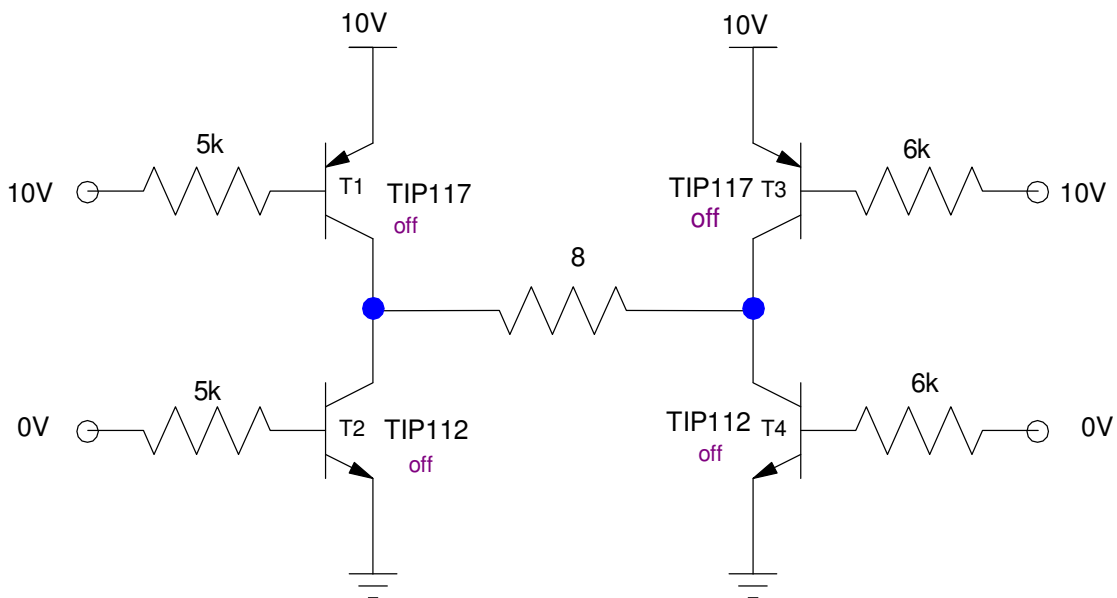 10V
10V
5k
6k
10V
T1
TIP117
off
TIP117
T3
off
10V
8
5k
6k
0V
T2
TIP112
off
TIP112
T4
off
0V